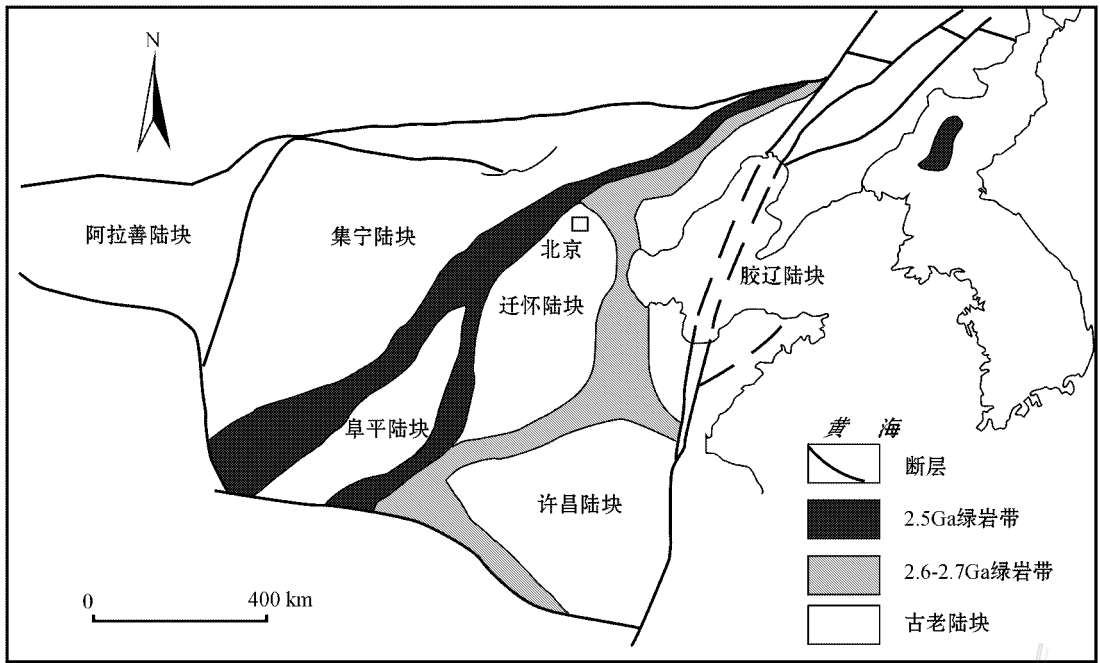 N
阿拉善陆块
集宁陆块
北京
迁怀陆块
胶辽陆块
阜平陆块
许昌陆块
黄 海
断层
2.5Ga绿岩带
2.6-2.7Ga绿岩带
古老陆块
0 400 km